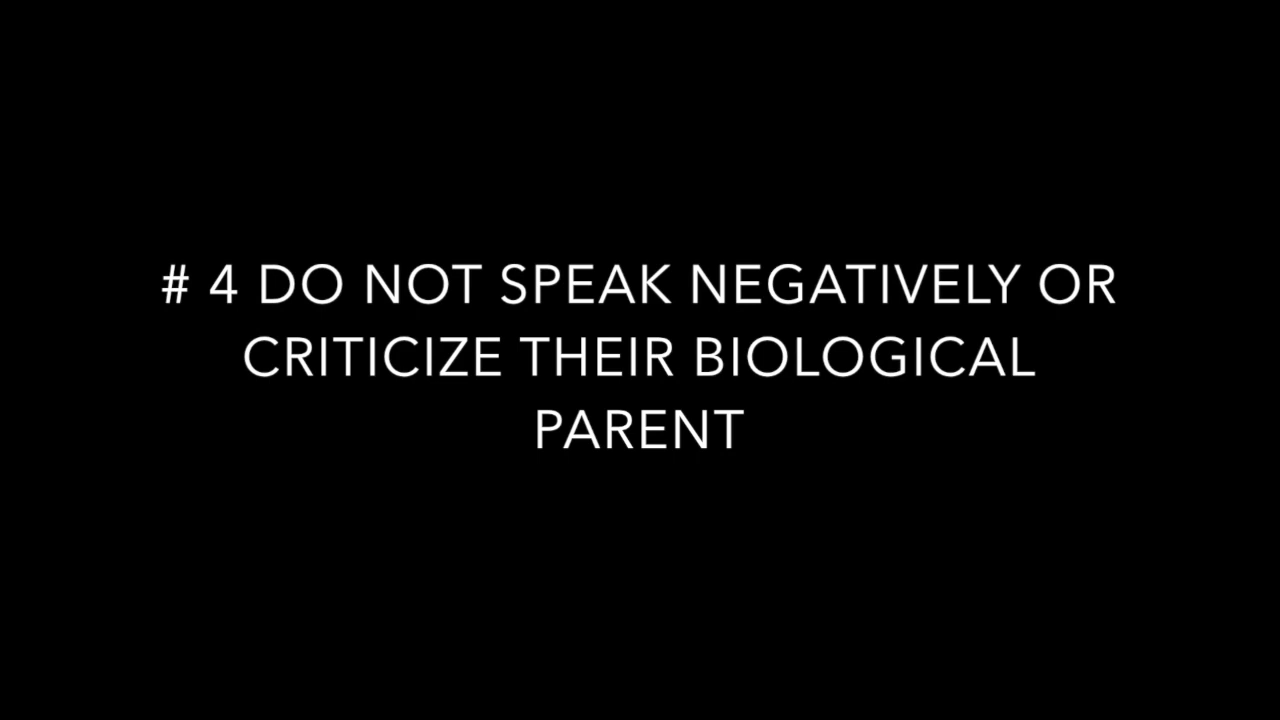 # 4 DO NOT SPEAK NEGATIVELY OR
CRITICIZE THEIR BIOLOGICAL
PARENT